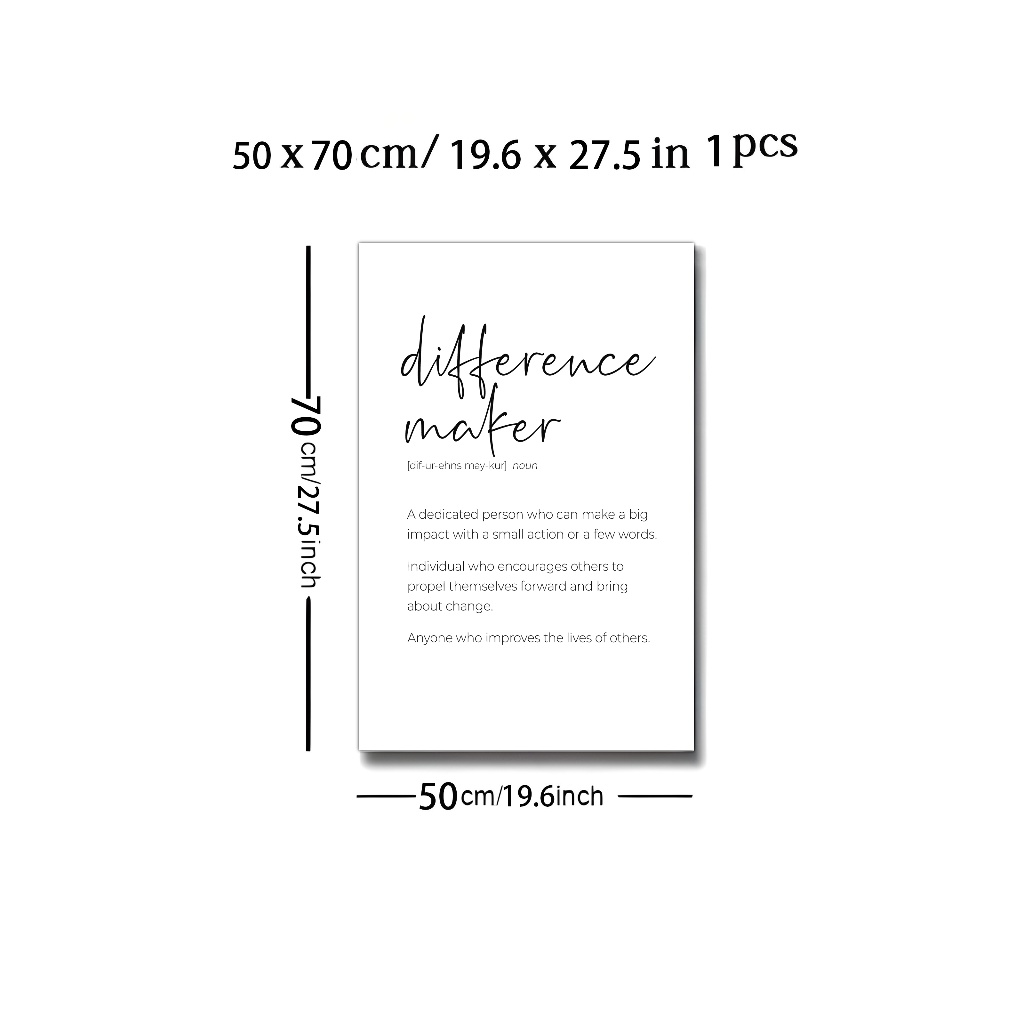 50 x 70 cm/ 19.6 x 27.5 in 1 pcs
difference
maker
[dif-ur-ehns may-kur] noun
A dedicated person who can make a big
impact with a small action or a few words.
Individual who encourages others to
propel themselves forward and bring
about change.
Anyone who improves the lives of others.
70cm/27.5inch
50cm/19.6inch